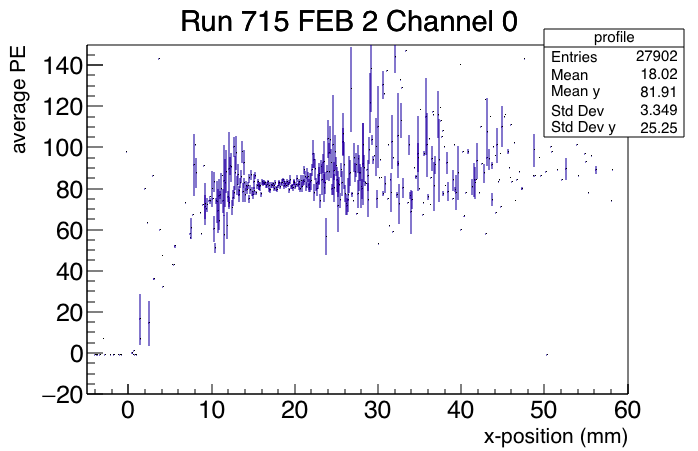 Run 715 FEB 2 Channel 0
profile
Entries 27902
Mean 18.02
Mean y 81.91
Std Dev 3.349
Std Dev y 25.25
average PE
140
120
100
80
60
40
20
0
−20
0 10 20 30 40 50 60
x-position (mm)